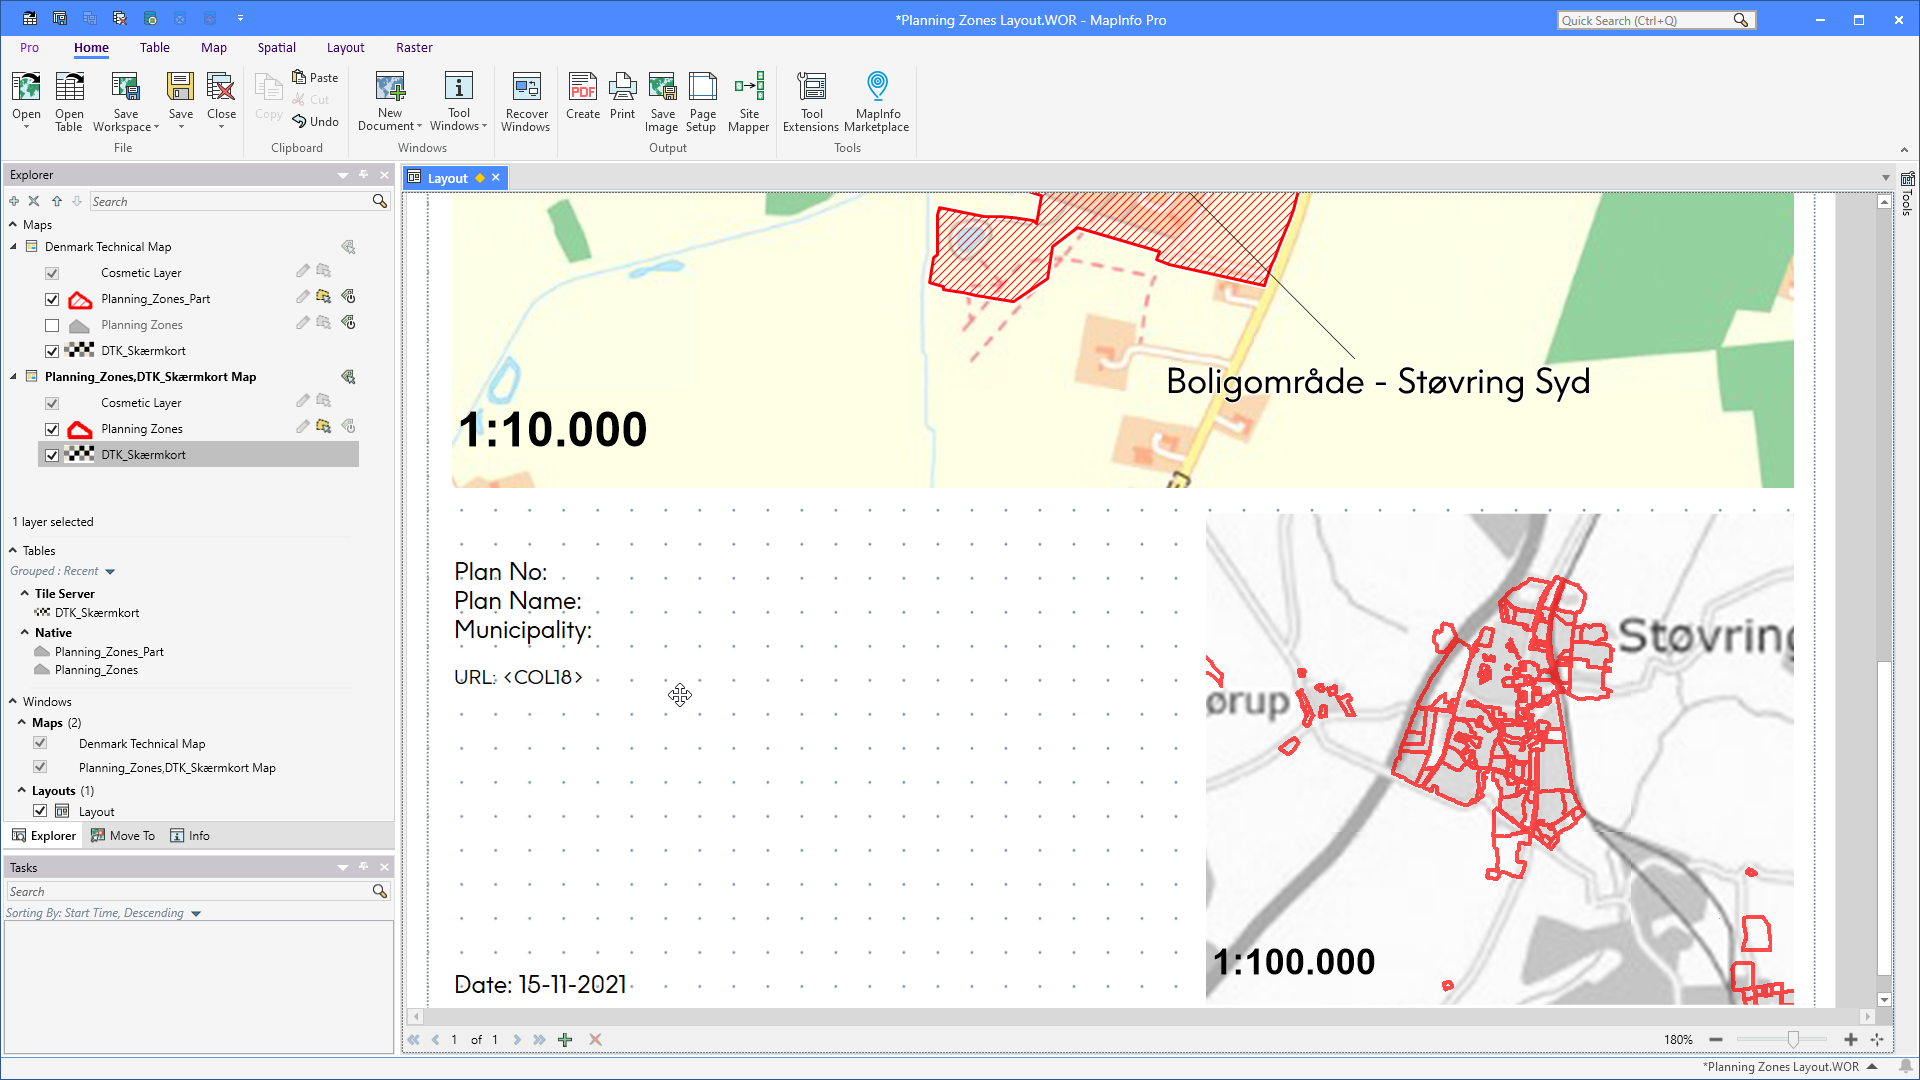 *Planning Zones Layout.WOR - MapInfo Pro
Quick Search (Ctrl+Q)
Pro Home Table Map Spatial Layout Raster
Open
Open Table
Save Workspace
Save
Close
File
Copy
Paste
Cut
Undo
Clipboard
New Document
Tool Windows
Windows
Recover Windows
PDF
Create
Print
Save Image
Page Setup
Site Mapper
Output
Tool Extensions
MapInfo Marketplace
Tools
Explorer
Search
Maps
Denmark Technical Map
Cosmetic Layer
Planning_Zones_Part
Planning Zones
DTK_Skærmkort
Planning_Zones,DTK_Skærmkort Map
Cosmetic Layer
Planning Zones
DTK_Skærmkort
1 layer selected
Tables
Grouped : Recent
Tile Server
DTK_Skærmkort
Native
Planning_Zones_Part
Planning_Zones
Windows
Maps (2)
Denmark Technical Map
Planning_Zones,DTK_Skærmkort Map
Layouts (1)
Layout
Explorer Move To Info
Tasks
Search
Sorting By: Start Time, Descending
Layout
Tools
Boligområde - Støvring Syd
1:10.000
Plan No:
Plan Name:
Municipality:
URL: <COL18>
Date: 15-11-2021
Støvring
ørup
1:100.000
1 of 1
180%
*Planning Zones Layout.WOR